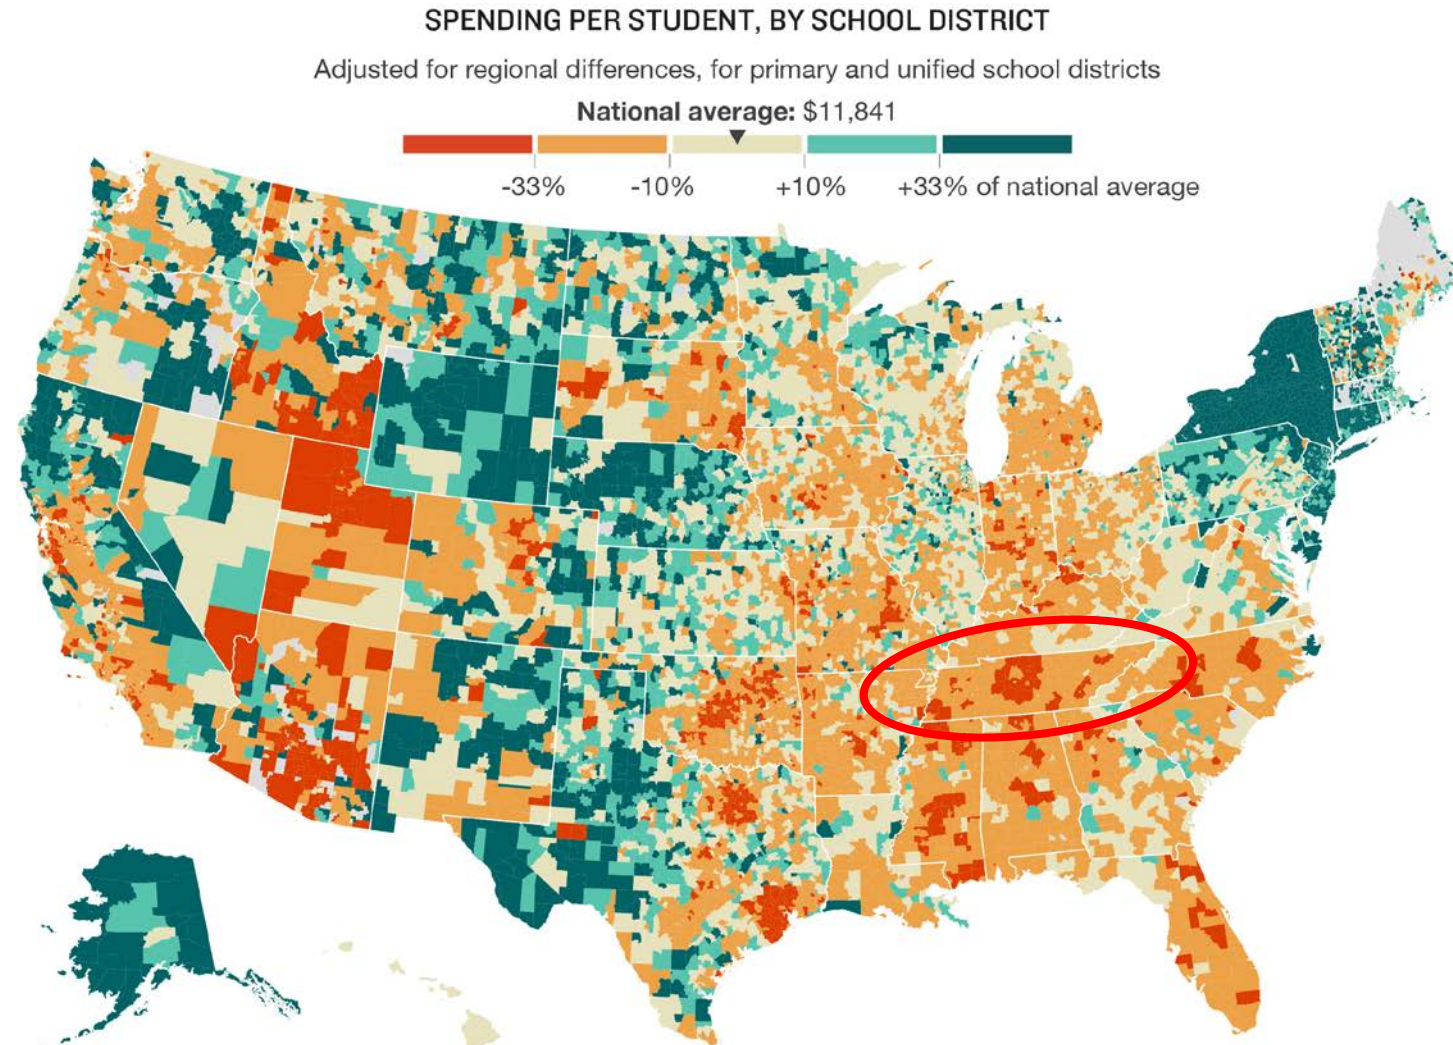 SPENDING PER STUDENT, BY SCHOOL DISTRICT
Adjusted for regional differences, for primary and unified school districts
National average: $11,841
-33% -10% +10% +33% of national average